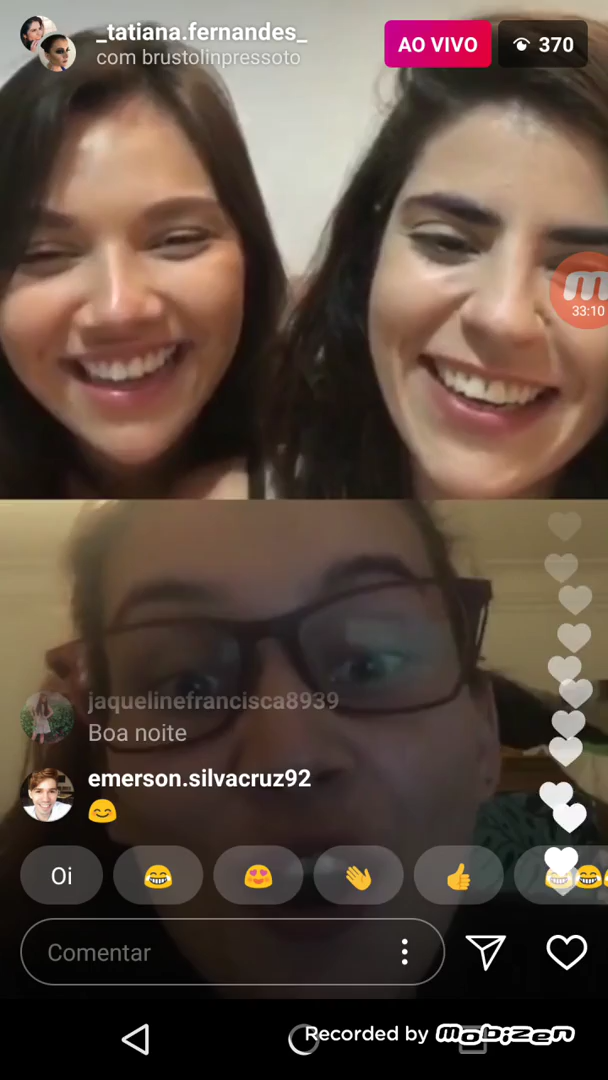 _tatiana.fernandes_
com brustolinpressoto
AO VIVO
370
m
33:10
jaquelinefrancisca8939
Boa noite
emerson.silvacruz92
😊
Oi 😂 😍 👋 👍 😂😂
Comentar
Recorded by mobizen